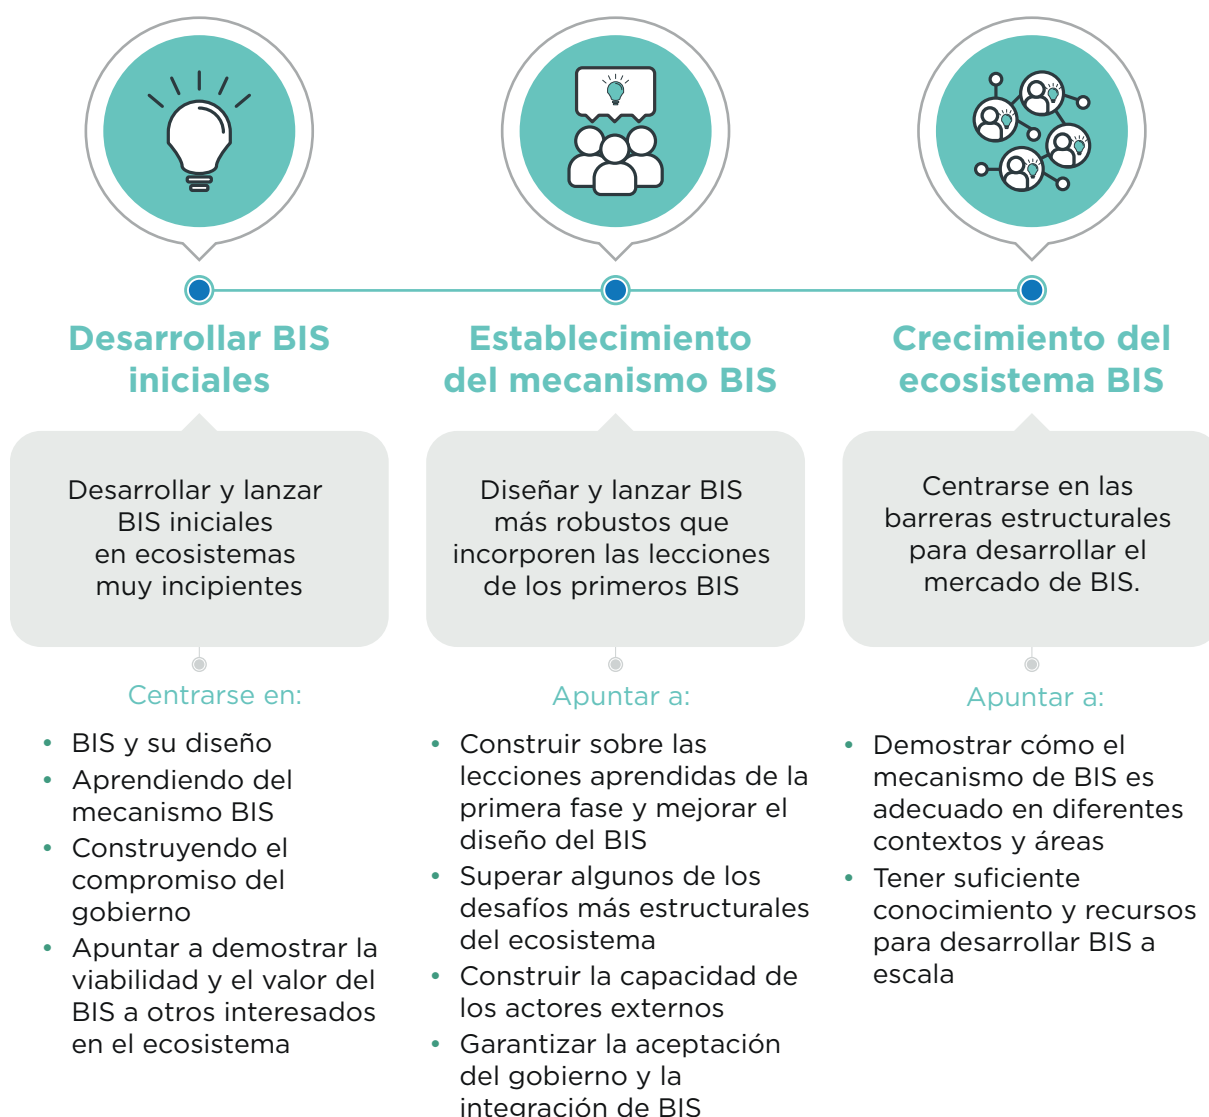 Desarrollar BIS
iniciales
Desarrollar y lanzar
BIS iniciales
en ecosistemas
muy incipientes
Centrarse en:
• BIS y su diseño
• Aprendiendo del
mecanismo BIS
• Construyendo el
compromiso del
gobierno
• Apuntar a demostrar la
viabilidad y el valor del
BIS a otros interesados
en el ecosistema
Establecimiento
del mecanismo BIS
Diseñar y lanzar BIS
más robustos que
incorporen las lecciones
de los primeros BIS
Apuntar a:
• Construir sobre las
lecciones aprendidas de la
primera fase y mejorar el
diseño del BIS
• Superar algunos de los
desafíos más estructurales
del ecosistema
• Construir la capacidad de
los actores externos
• Garantizar la aceptación
del gobierno y la
integración de BIS
Crecimiento del
ecosistema BIS
Centrarse en las
barreras estructurales
para desarrollar el
mercado de BIS.
Apuntar a:
• Demostrar cómo el
mecanismo de BIS es
adecuado en diferentes
contextos y áreas
• Tener suficiente
conocimiento y recursos
para desarrollar BIS a
escala